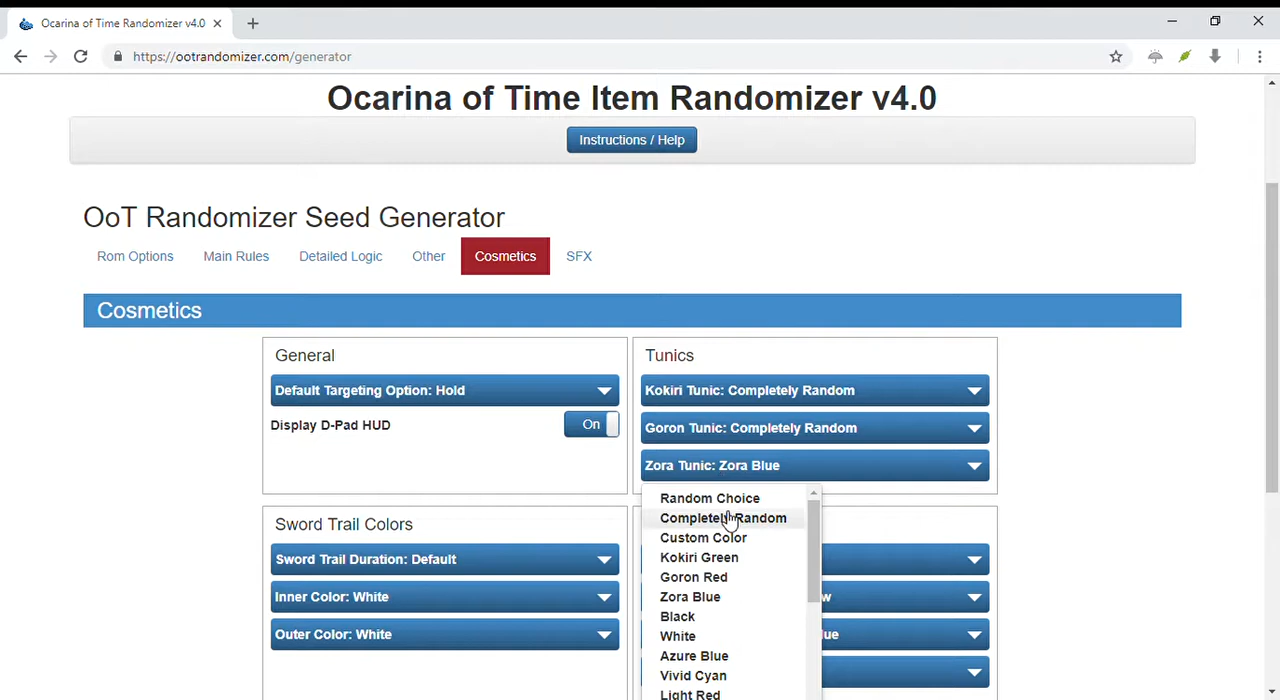 Ocarina of Time Randomizer v4.0
https://ootrandomizer.com/generator
Ocarina of Time Item Randomizer v4.0
Instructions / Help
OoT Randomizer Seed Generator
Rom Options Main Rules Detailed Logic Other Cosmetics SFX
Cosmetics
General
Default Targeting Option: Hold
Display D-Pad HUD On
Tunics
Kokiri Tunic: Completely Random
Goron Tunic: Completely Random
Zora Tunic: Zora Blue
Random Choice
Completely Random
Custom Color
Kokiri Green
Goron Red
Zora Blue
Black
White
Azure Blue
Vivid Cyan
Light Red
Sword Trail Colors
Sword Trail Duration: Default
Inner Color: White
Outer Color: White